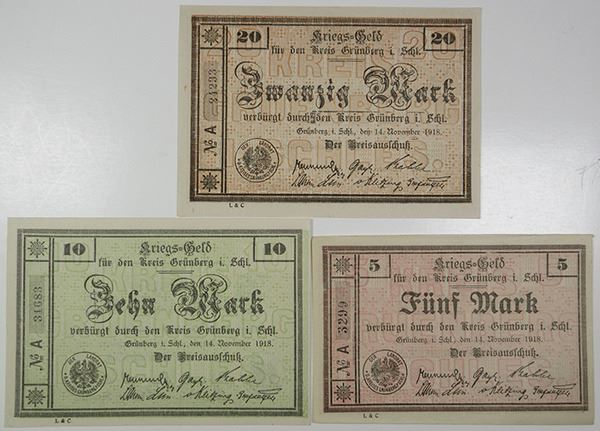 20 Kriegs=Geld 20
für den Kreis Grünberg i. Schl.
Zwanzig Mark
verbürgt durch den Kreis Grünberg i. Schl.
Grünberg i. Schl., den 14. November 1918.
Der Kreisausschuß.
№ A 34233
L & C
10 Kriegs=Geld 10
für den Kreis Grünberg i. Schl.
Zehn Mark
verbürgt durch den Kreis Grünberg i. Schl.
Grünberg i. Schl., den 14. November 1918.
Der Kreisausschuß.
№ A 31683
L & C
5 Kriegs=Geld 5
für den Kreis Grünberg i. Schl.
Fünf Mark
verbürgt durch den Kreis Grünberg i. Schl.
Grünberg i. Schl., den 14. November 1918.
Der Kreisausschuß.
№ A 3299
L & C